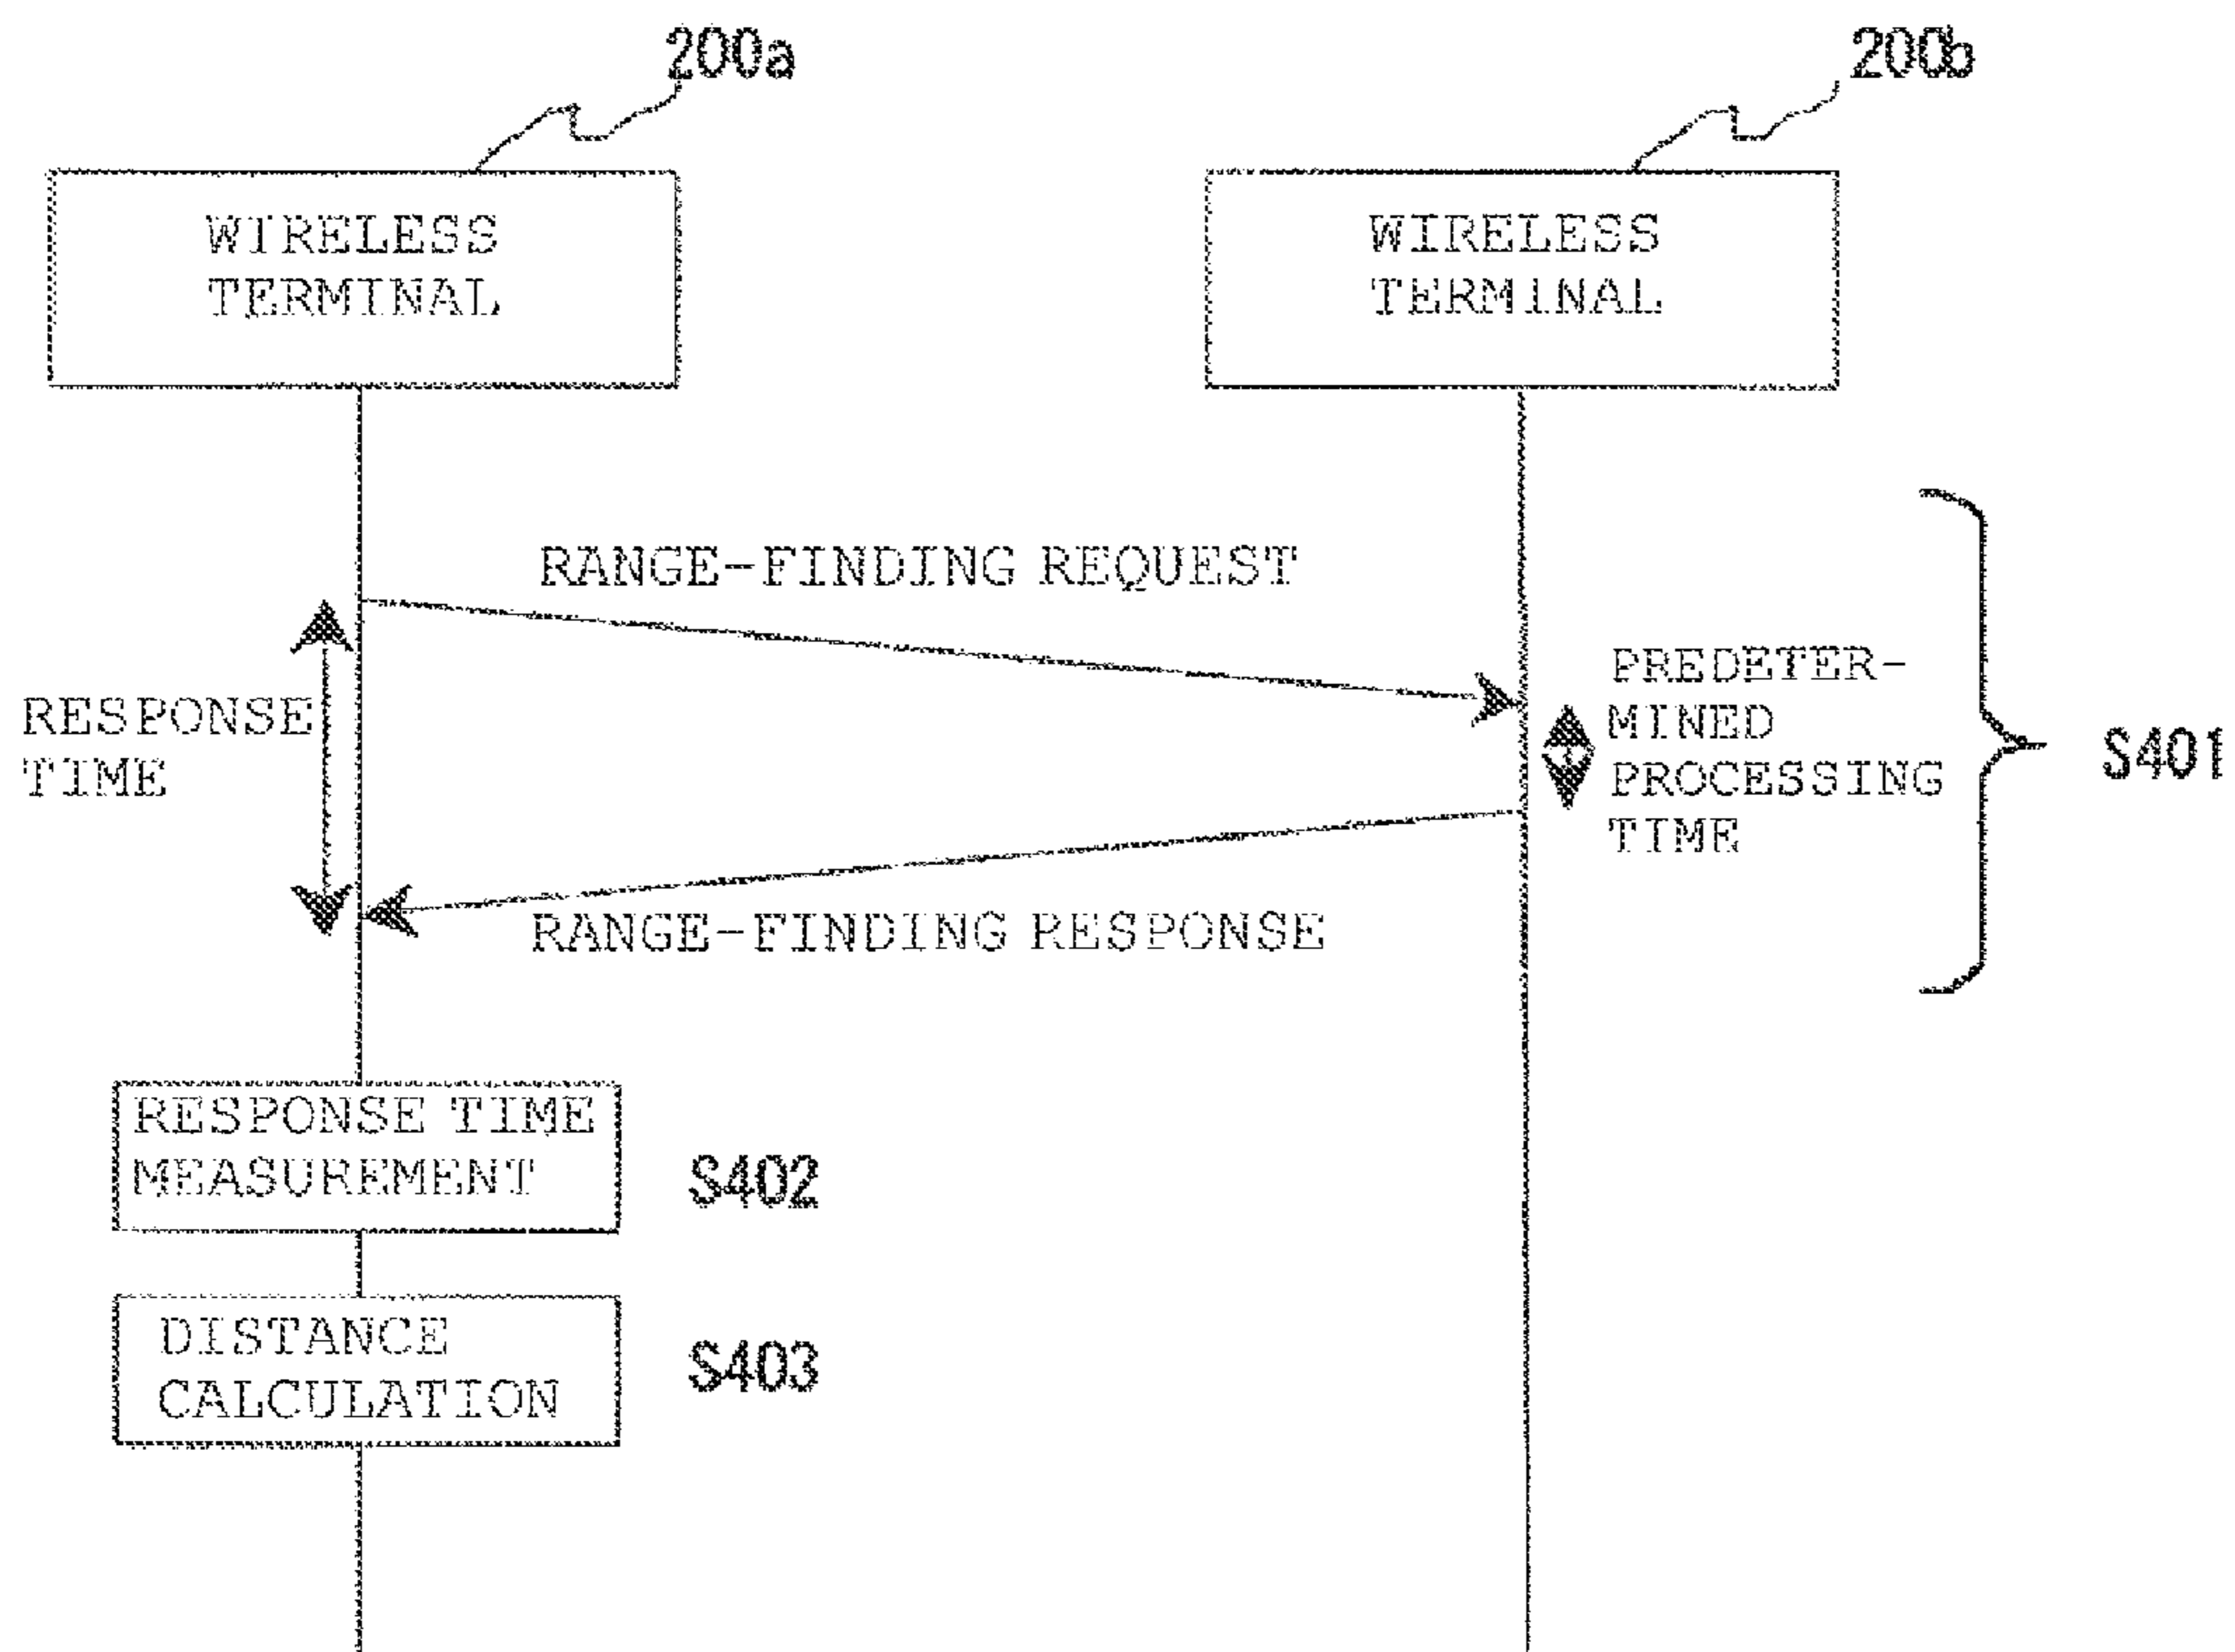 200a
200b
WIRELESS
TERMINAL
WIRELESS
TERMINAL
RANGE-FINDING REQUEST
RESPONSE
TIME
PREDETER-
MINED
PROCESSING
TIME
S401
RANGE-FINDING RESPONSE
RESPONSE TIME
MEASUREMENT
S402
DISTANCE
CALCULATION
S403